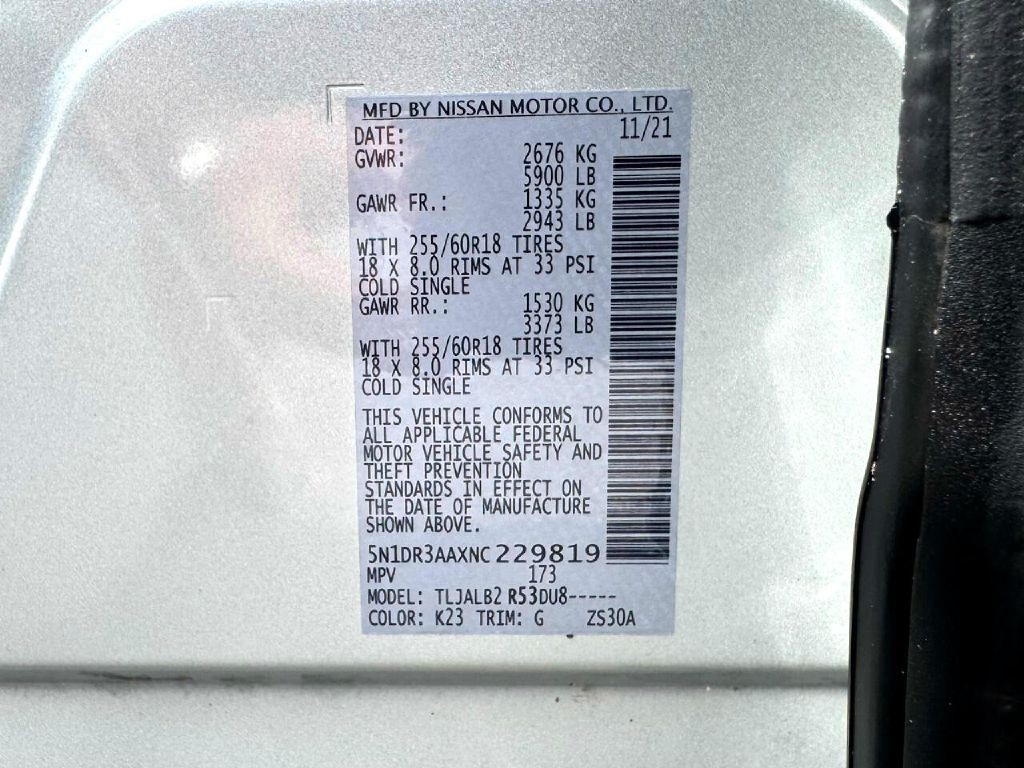 MFD BY NISSAN MOTOR CO., LTD.
DATE: 11/21
GVWR: 2676 KG
5900 LB
GAWR FR.: 1335 KG
2943 LB
WITH 255/60R18 TIRES
18 X 8.0 RIMS AT 33 PSI
COLD SINGLE
GAWR RR.: 1530 KG
3373 LB
WITH 255/60R18 TIRES
18 X 8.0 RIMS AT 33 PSI
COLD SINGLE
THIS VEHICLE CONFORMS TO
ALL APPLICABLE FEDERAL
MOTOR VEHICLE SAFETY AND
THEFT PREVENTION
STANDARDS IN EFFECT ON
THE DATE OF MANUFACTURE
SHOWN ABOVE.
5N1DR3AAXNC229819
MPV 173
MODEL: TLJALB2 R53DU8-----
COLOR: K23 TRIM: G ZS30A